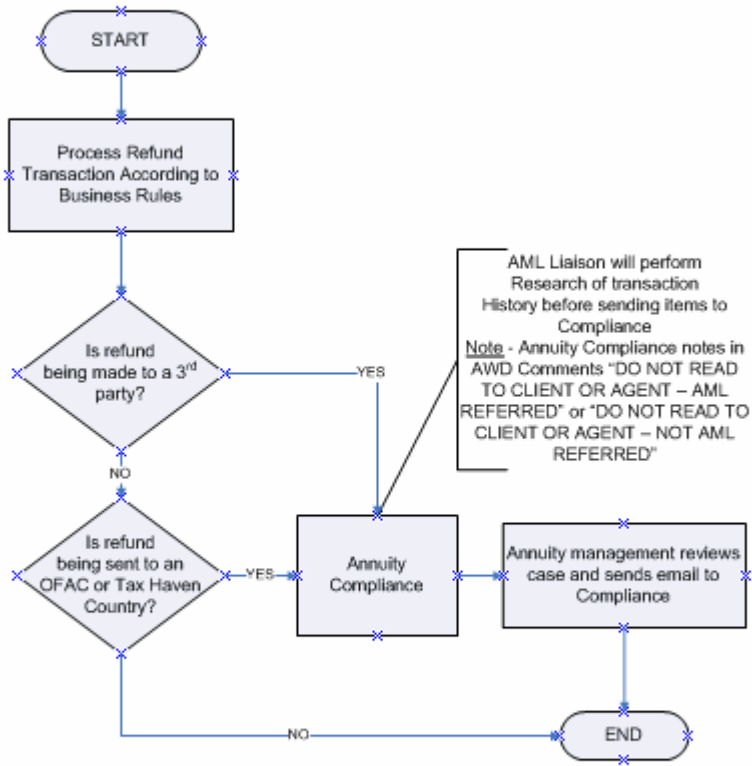 START
Process Refund
Transaction According to
Business Rules
AML Liaison will perform
Research of transaction
History before sending items to
Compliance
Note - Annuity Compliance notes in
AWD Comments “DO NOT READ
TO CLIENT OR AGENT – AML
REFERRED” or “DO NOT READ TO
CLIENT OR AGENT – NOT AML
REFERRED”
Is refund
being made to a 3rd
party?
YES
NO
Is refund
being sent to an
OFAC or Tax Haven
Country?
YES
Annuity
Compliance
Annuity management reviews
case and sends email to
Compliance
NO
END